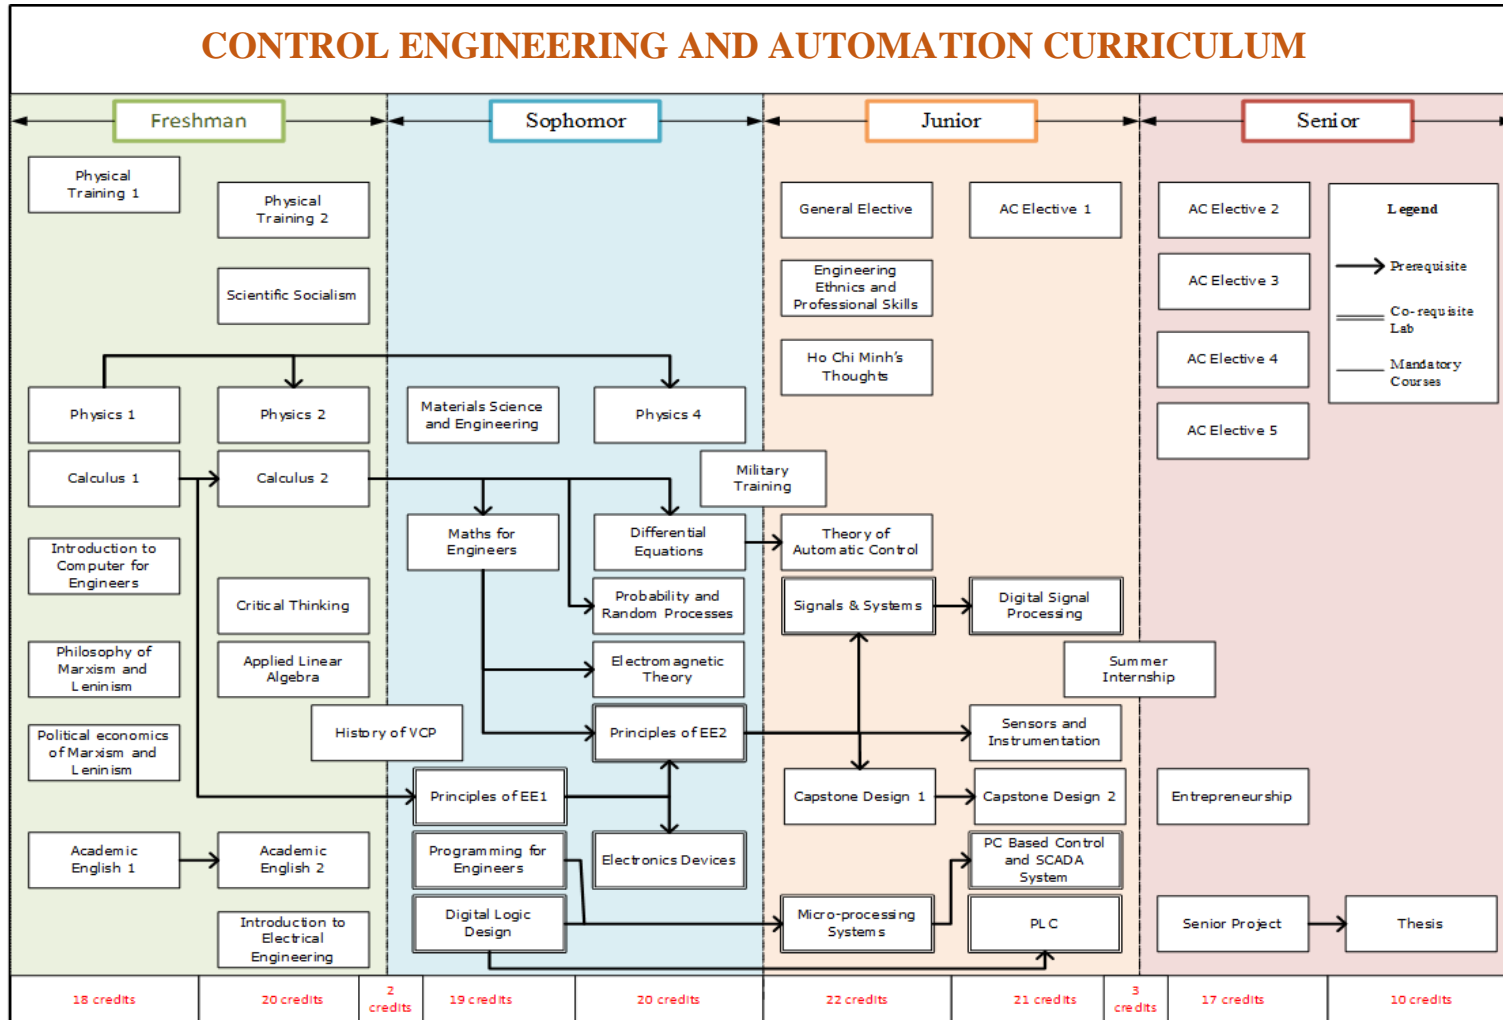 CONTROL ENGINEERING AND AUTOMATION CURRICULUM
Freshman
Sophomor
Junior
Senior
Physical
Training 1
Physical
Training 2
General Elective
AC Elective 1
AC Elective 2
Legend
Prerequisite
Co-requisite
Lab
Mandatory
Courses
Scientific Socialism
Engineering
Ethnics and
Professional Skills
AC Elective 3
Ho Chi Minh's
Thoughts
AC Elective 4
Physics 1
Physics 2
Materials Science
and Engineering
Physics 4
AC Elective 5
Calculus 1
Calculus 2
Military
Training
Introduction to
Computer for
Engineers
Maths for
Engineers
Differential
Equations
Theory of
Automatic Control
Critical Thinking
Probability and
Random Processes
Signals & Systems
Digital Signal
Processing
Philosophy of
Marxism and
Leninism
Applied Linear
Algebra
Electromagnetic
Theory
Summer
Internship
Political economics
of Marxism and
Leninism
History of VCP
Principles of EE2
Sensors and
Instrumentation
Principles of EE1
Capstone Design 1
Capstone Design 2
Entrepreneurship
Academic
English 1
Academic
English 2
Programming for
Engineers
Electronics Devices
PC Based Control
and SCADA
System
Introduction to
Electrical
Engineering
Digital Logic
Design
Micro-processing
Systems
PLC
Senior Project
Thesis
18 credits
20 credits
2
credits
19 credits
20 credits
22 credits
21 credits
3
credits
17 credits
10 credits